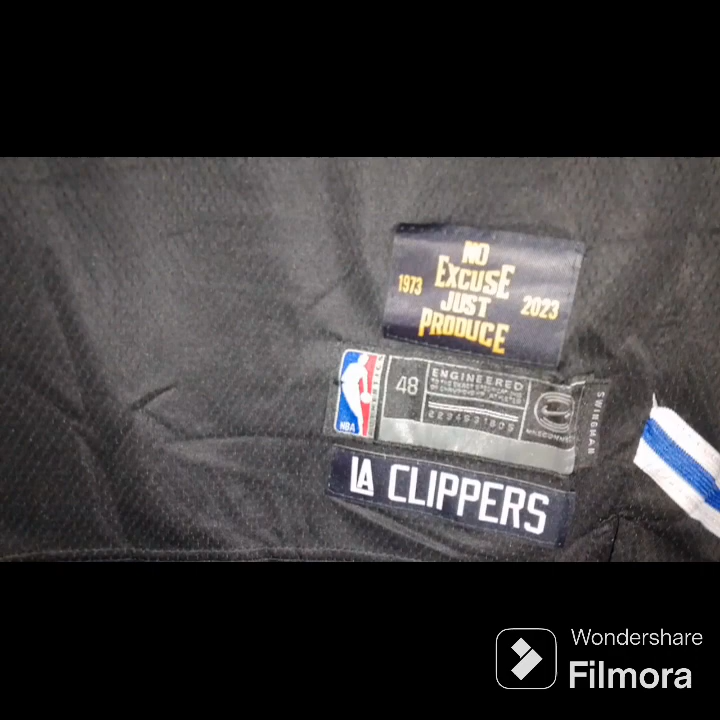 NO
EXCUSE
1973 JUST 2023
PRODUCE
NBA
48
ENGINEERED
SWINGMAN
LA CLIPPERS
Wondershare
Filmora